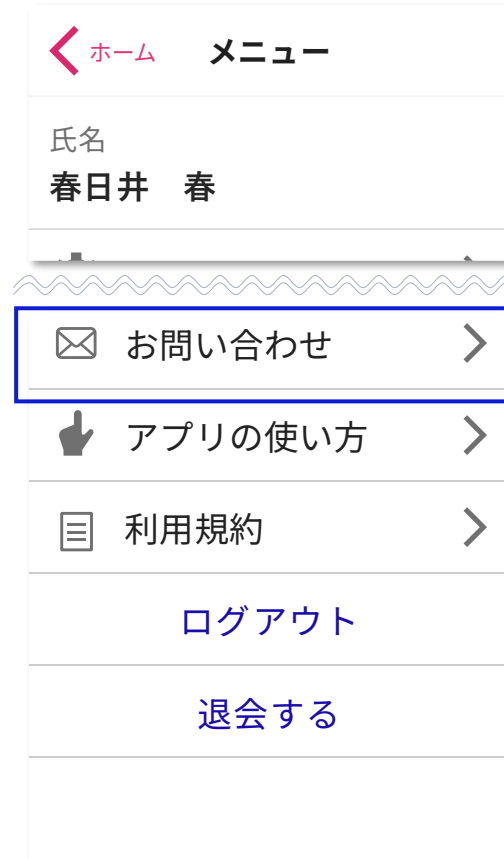 ホーム メニュー
氏名
春日井　春
お問い合わせ
アプリの使い方
利用規約
ログアウト
退会する